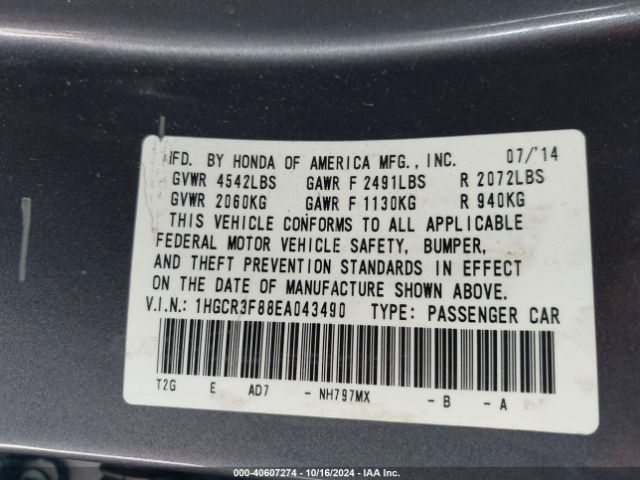 MFD. BY HONDA OF AMERICA MFG., INC. 07/'14
GVWR 4542LBS GAWR F 2491LBS R 2072LBS
GVWR 2060KG GAWR F 1130KG R 940KG
THIS VEHICLE CONFORMS TO ALL APPLICABLE
FEDERAL MOTOR VEHICLE SAFETY, BUMPER,
AND THEFT PREVENTION STANDARDS IN EFFECT
ON THE DATE OF MANUFACTURE SHOWN ABOVE.
V.I.N.: 1HGCR3F88EA043490 TYPE: PASSENGER CAR
T2G E AD7 - NH797MX - B - A
000-40607274 - 10/16/2024 - IAA Inc.